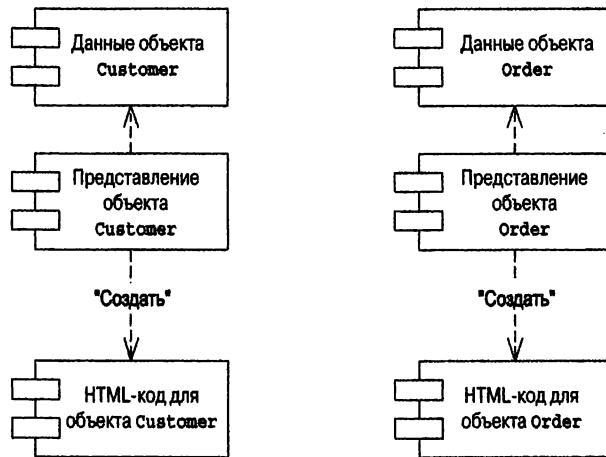 Данные объекта
Customer
Данные объекта
Order
Представление
объекта
Customer
Представление
объекта
Order
"Создать"
"Создать"
HTML-код для
объекта Customer
HTML-код для
объекта Order